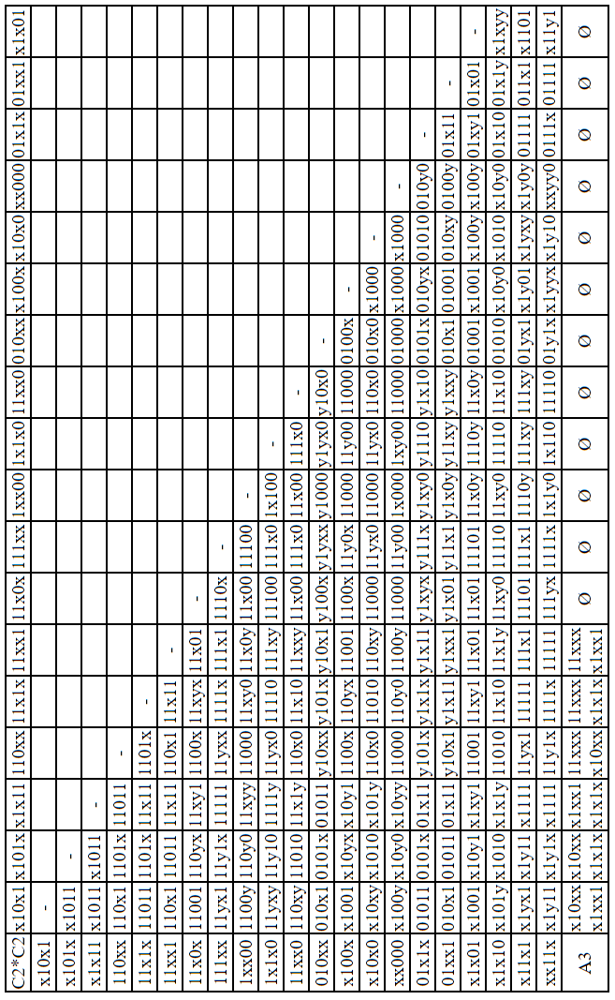 C2*C2 x10x1 x101x x1x11 110xx 11x1x 11xx1 11x0x 111xx 1xx00 1x1x0 11xx0 010xx x100x x10x0 xx000 01x1x 01xx1 x1x01
x10x1 -
x101x x1011 -
x1x11 x1011 x1011 -
110xx 110x1 1101x 11011 -
11x1x 11011 1101x 11x11 1101x -
11xx1 110x1 11011 11x11 110x1 11x11 -
11x0x 11001 110yx 11xy1 1100x 11xyx 11x01 -
111xx 11yx1 11y1x 11111 11yxx 1111x 111x1 1110x -
1xx00 1100y 110y0 11xyy 11000 11xy0 11x0y 11x00 11100 -
1x1x0 11yxy 11y10 1111y 11yx0 11110 111xy 11100 111x0 1x100 -
11xx0 110xy 11010 11x1y 110x0 11x10 11xxy 11x00 111x0 11x00 111x0 -
010xx 010x1 0101x 01011 y10xx y101x y10x1 y100x y1yxx y1000 y1yx0 y10x0 -
x100x x1001 x10yx x10y1 1100x 110yx 11001 1100x 11y0x 11000 11y00 11000 0100x -
x10x0 x10xy x1010 x101y 110x0 11010 110xy 11000 11yx0 11000 11yx0 110x0 010x0 x1000 -
xx000 x100y x10y0 x10yy 11000 110y0 1100y 11000 11y00 1x000 1xy00 11000 01000 x1000 x1000 -
01x1x 01011 0101x 01x11 y101x y1x1x y1x11 y1xyx y111x y1xy0 y1110 y1x10 0101x 010yx 01010 010y0 -
01xx1 010x1 01011 01x11 y10x1 y1x11 y1xx1 y1x01 y11x1 y1x0y y11xy y1xxy 010x1 01001 010xy 0100y 01x11 -
x1x01 x1001 x10y1 x1xy1 11001 11xy1 11x01 11x01 11101 11x0y 1110y 11x0y 01001 x1001 x100y x100y 01xy1 01x01 -
x1x10 x101y x1010 x1x1y 11010 11x10 11x1y 11xy0 11110 11xy0 11110 11x10 01010 x10y0 x1010 x10y0 01x10 01x1y x1xyy
x11x1 x1yx1 x1y11 x1111 11yx1 11111 111x1 11101 111x1 1110y 111xy 111xy 01yx1 x1y01 x1yxy x1y0y 01111 011x1 x1101
xx11x x1y11 x1y1x x1111 11y1x 1111x 11111 111yx 1111x 1x1y0 1x110 11110 01y1x x1yyx x1y10 xxyy0 0111x 01111 x11y1
A3 x10xx x10xx x1xx1 11xxx 11xxx 11xxx Ø Ø Ø Ø Ø Ø Ø Ø Ø Ø Ø Ø
x1xx1 x1x1x x1x1x x10xx x1x1x x1xx1